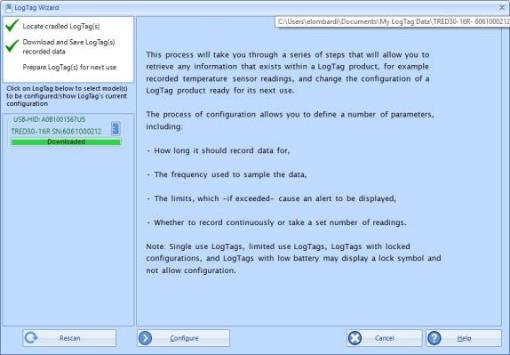 LogTag Wizard
C:\Users\elombardi\Documents\My LogTag Data\TRED30-16R- 6061000212
Locate cradled LogTag(s)
Download and Save LogTag(s)
recorded data
Prepare LogTag(s) for next use
Click on LogTag below to select model(s)
to be configured/show LogTag's current
configuration
USB-HID: A0B1001567US
TRED30-16R SN:6061000212
Downloaded
This process will take you through a series of steps that will allow you to
retrieve any information that exists within a LogTag product, for example
recorded temperature sensor readings, and change the configuration of a
LogTag product ready for its next use.
The process of configuration allows you to define a number of parameters,
including:
- How long it should record data for,
- The frequency used to sample the data,
- The limits, which -if exceeded- cause an alert to be displayed,
- Whether to record continuously or take a set number of readings.
Note: Single use LogTags, limited use LogTags, LogTags with locked
configurations, and LogTags with low battery may display a lock symbol and
not allow configuration.
Rescan
Configure
Cancel
Help